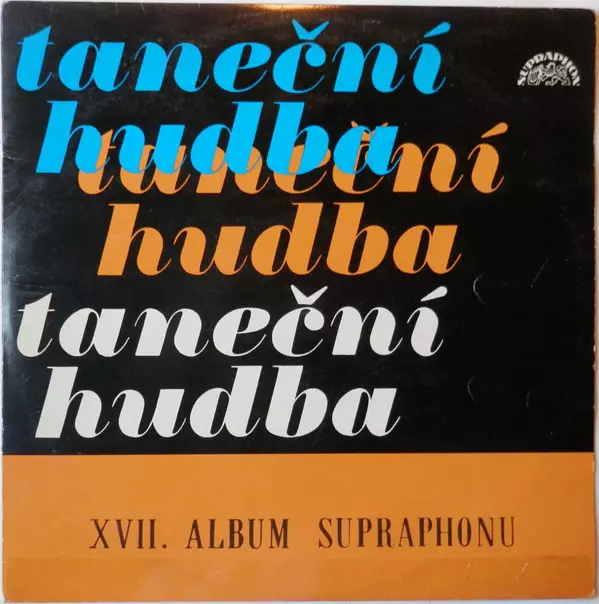 taneční
hudba
taneční
hudba
taneční
hudba
SUPRAPHON
XVII. ALBUM SUPRAPHONU